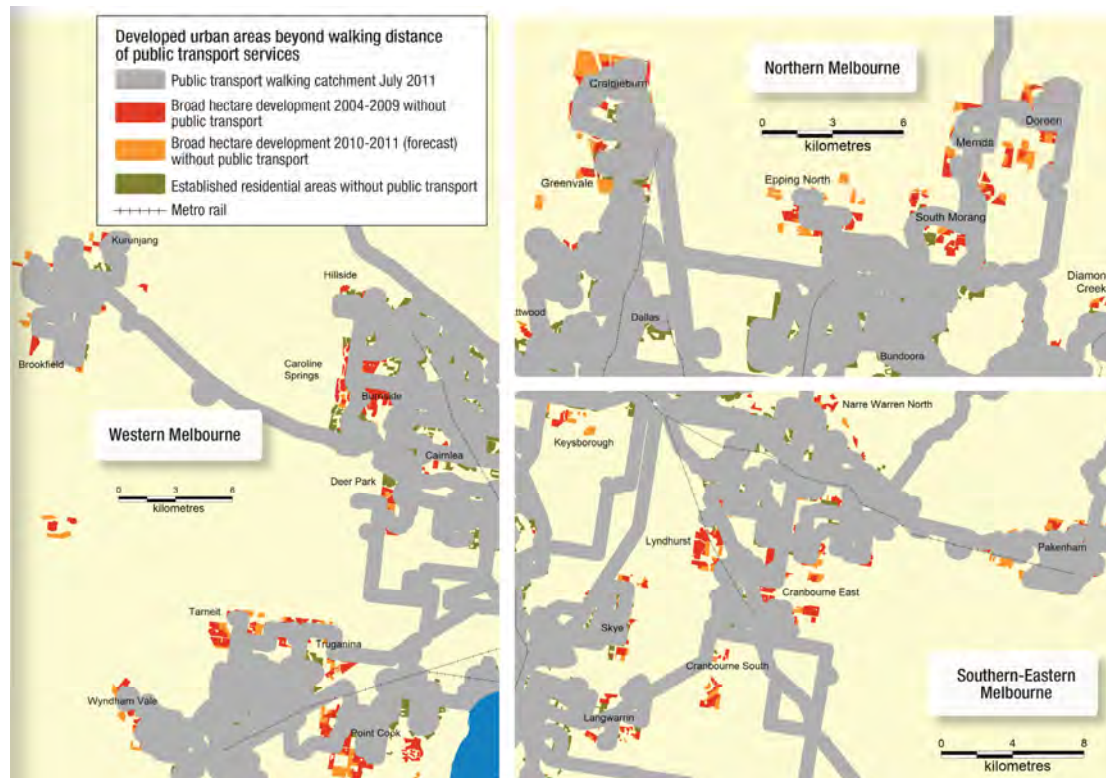 Developed urban areas beyond walking distance
of public transport services
Public transport walking catchment July 2011
Broad hectare development 2004-2009 without
public transport
Broad hectare development 2010-2011 (forecast)
without public transport
Established residential areas without public transport
Metro rail
Kurunjang
Brookfield
Hillside
Caroline
Springs
Burnside
Western Melbourne
Cairnlea
Deer Park
0 3 6
kilometres
Tarneit
Truganina
Wyndham Vale
Point Cook
Northern Melbourne
0 3 6
kilometres
Craigieburn
Doreen
Mernda
Greenvale
Epping North
South Morang
Diamond
Creek
ttwood
Dallas
Bundoora
Narre Warren North
Keysborough
Lyndhurst
Pakenham
Cranbourne East
Skye
Cranbourne South
Langwarrin
Southern-Eastern
Melbourne
0 4 8
kilometres